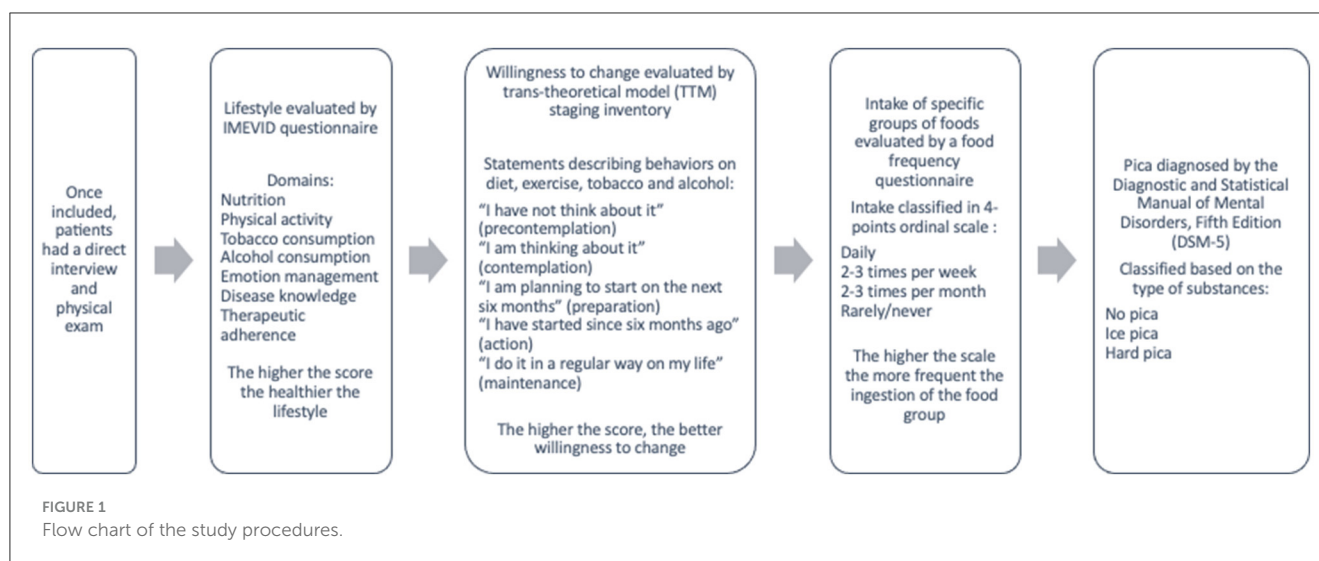 Once
included,
patients
had a direct
interview
and
physical
exam
Lifestyle evaluated by
IMEVID questionnaire
Domains:
Nutrition
Physical activity
Tobacco consumption
Alcohol consumption
Emotion management
Disease knowledge
Therapeutic
adherence
The higher the score
the healthier the
lifestyle
Willingness to change evaluated by
trans-theoretical model (TTM)
staging inventory
Statements describing behaviors on
diet, exercise, tobacco and alcohol:
"I have not think about it"
(precontemplation)
"I am thinking about it"
(contemplation)
"I am planning to start on the next
six months" (preparation)
"I have started since six months ago"
(action)
"I do it in a regular way on my life"
(maintenance)
The higher the score, the better
willingness to change
Intake of specific
groups of foods
evaluated by a food
frequency
questionnaire
Intake classified in 4-
points ordinal scale :
Daily
2-3 times per week
2-3 times per month
Rarely/never
The higher the scale
the more frequent the
ingestion of the food
group
Pica diagnosed by the
Diagnostic and Statistical
Manual of Mental
Disorders, Fifth Edition
(DSM-5)
Classified based on the
type of substances:
No pica
Ice pica
Hard pica
FIGURE 1
Flow chart of the study procedures.